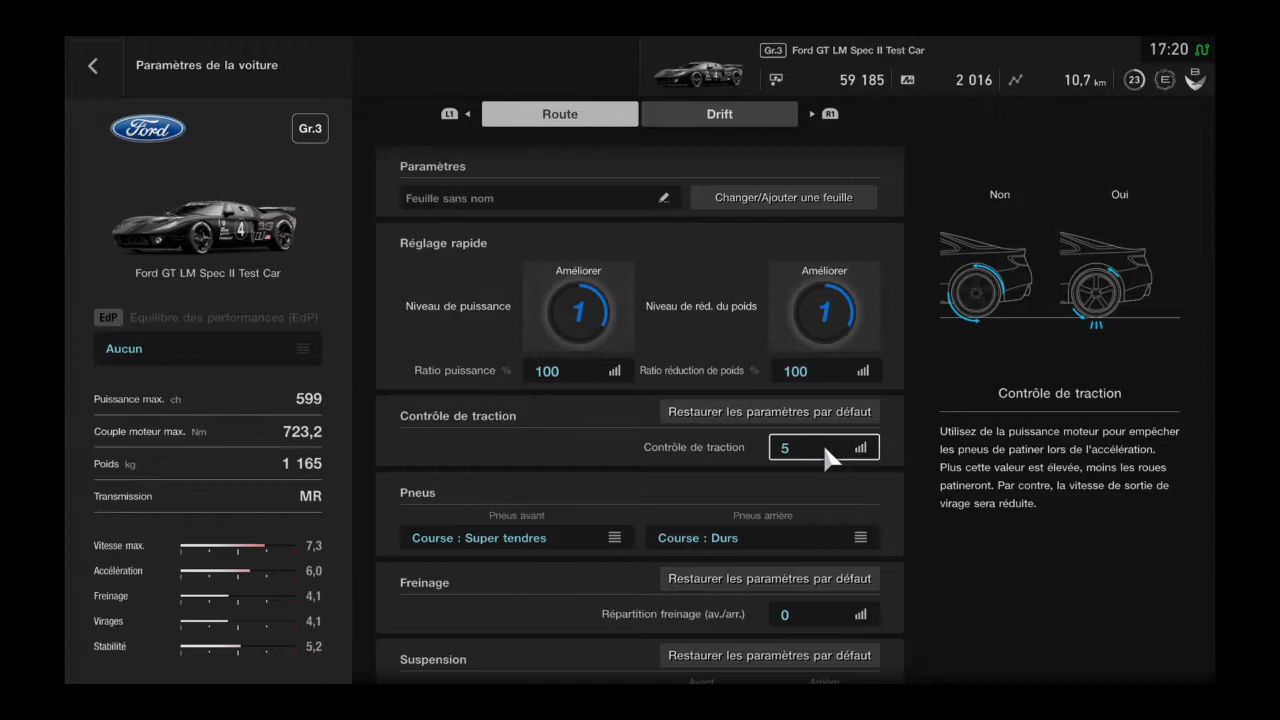 Paramètres de la voiture
Gr.3 Ford GT LM Spec II Test Car
17:20
59 185
2 016
10,7 km
23
E
B
Ford
Gr.3
L1 Route Drift R1
Paramètres
Feuille sans nom
Changer/Ajouter une feuille
Réglage rapide
Améliorer Améliorer
Niveau de puissance 1 Niveau de réd. du poids 1
Ratio puissance % 100 Ratio réduction de poids % 100
4
Ford GT LM Spec II Test Car
EdP Equilibre des performances (EdP)
Aucun
Puissance max. ch 599
Couple moteur max. Nm 723,2
Poids kg 1 165
Transmission MR
Vitesse max. 7,3
Accélération 6,0
Freinage 4,1
Virages 4,1
Stabilité 5,2
Contrôle de traction Restaurer les paramètres par défaut
Contrôle de traction 5
Pneus
Pneus avant Pneus arrière
Course : Super tendres Course : Durs
Freinage Restaurer les paramètres par défaut
Répartition freinage (av./arr.) 0
Suspension Restaurer les paramètres par défaut
Avant Arrière
Non Oui
Contrôle de traction
Utilisez de la puissance moteur pour empêcher
les pneus de patiner lors de l'accélération.
Plus cette valeur est élevée, moins les roues
patineront. Par contre, la vitesse de sortie de
virage sera réduite.